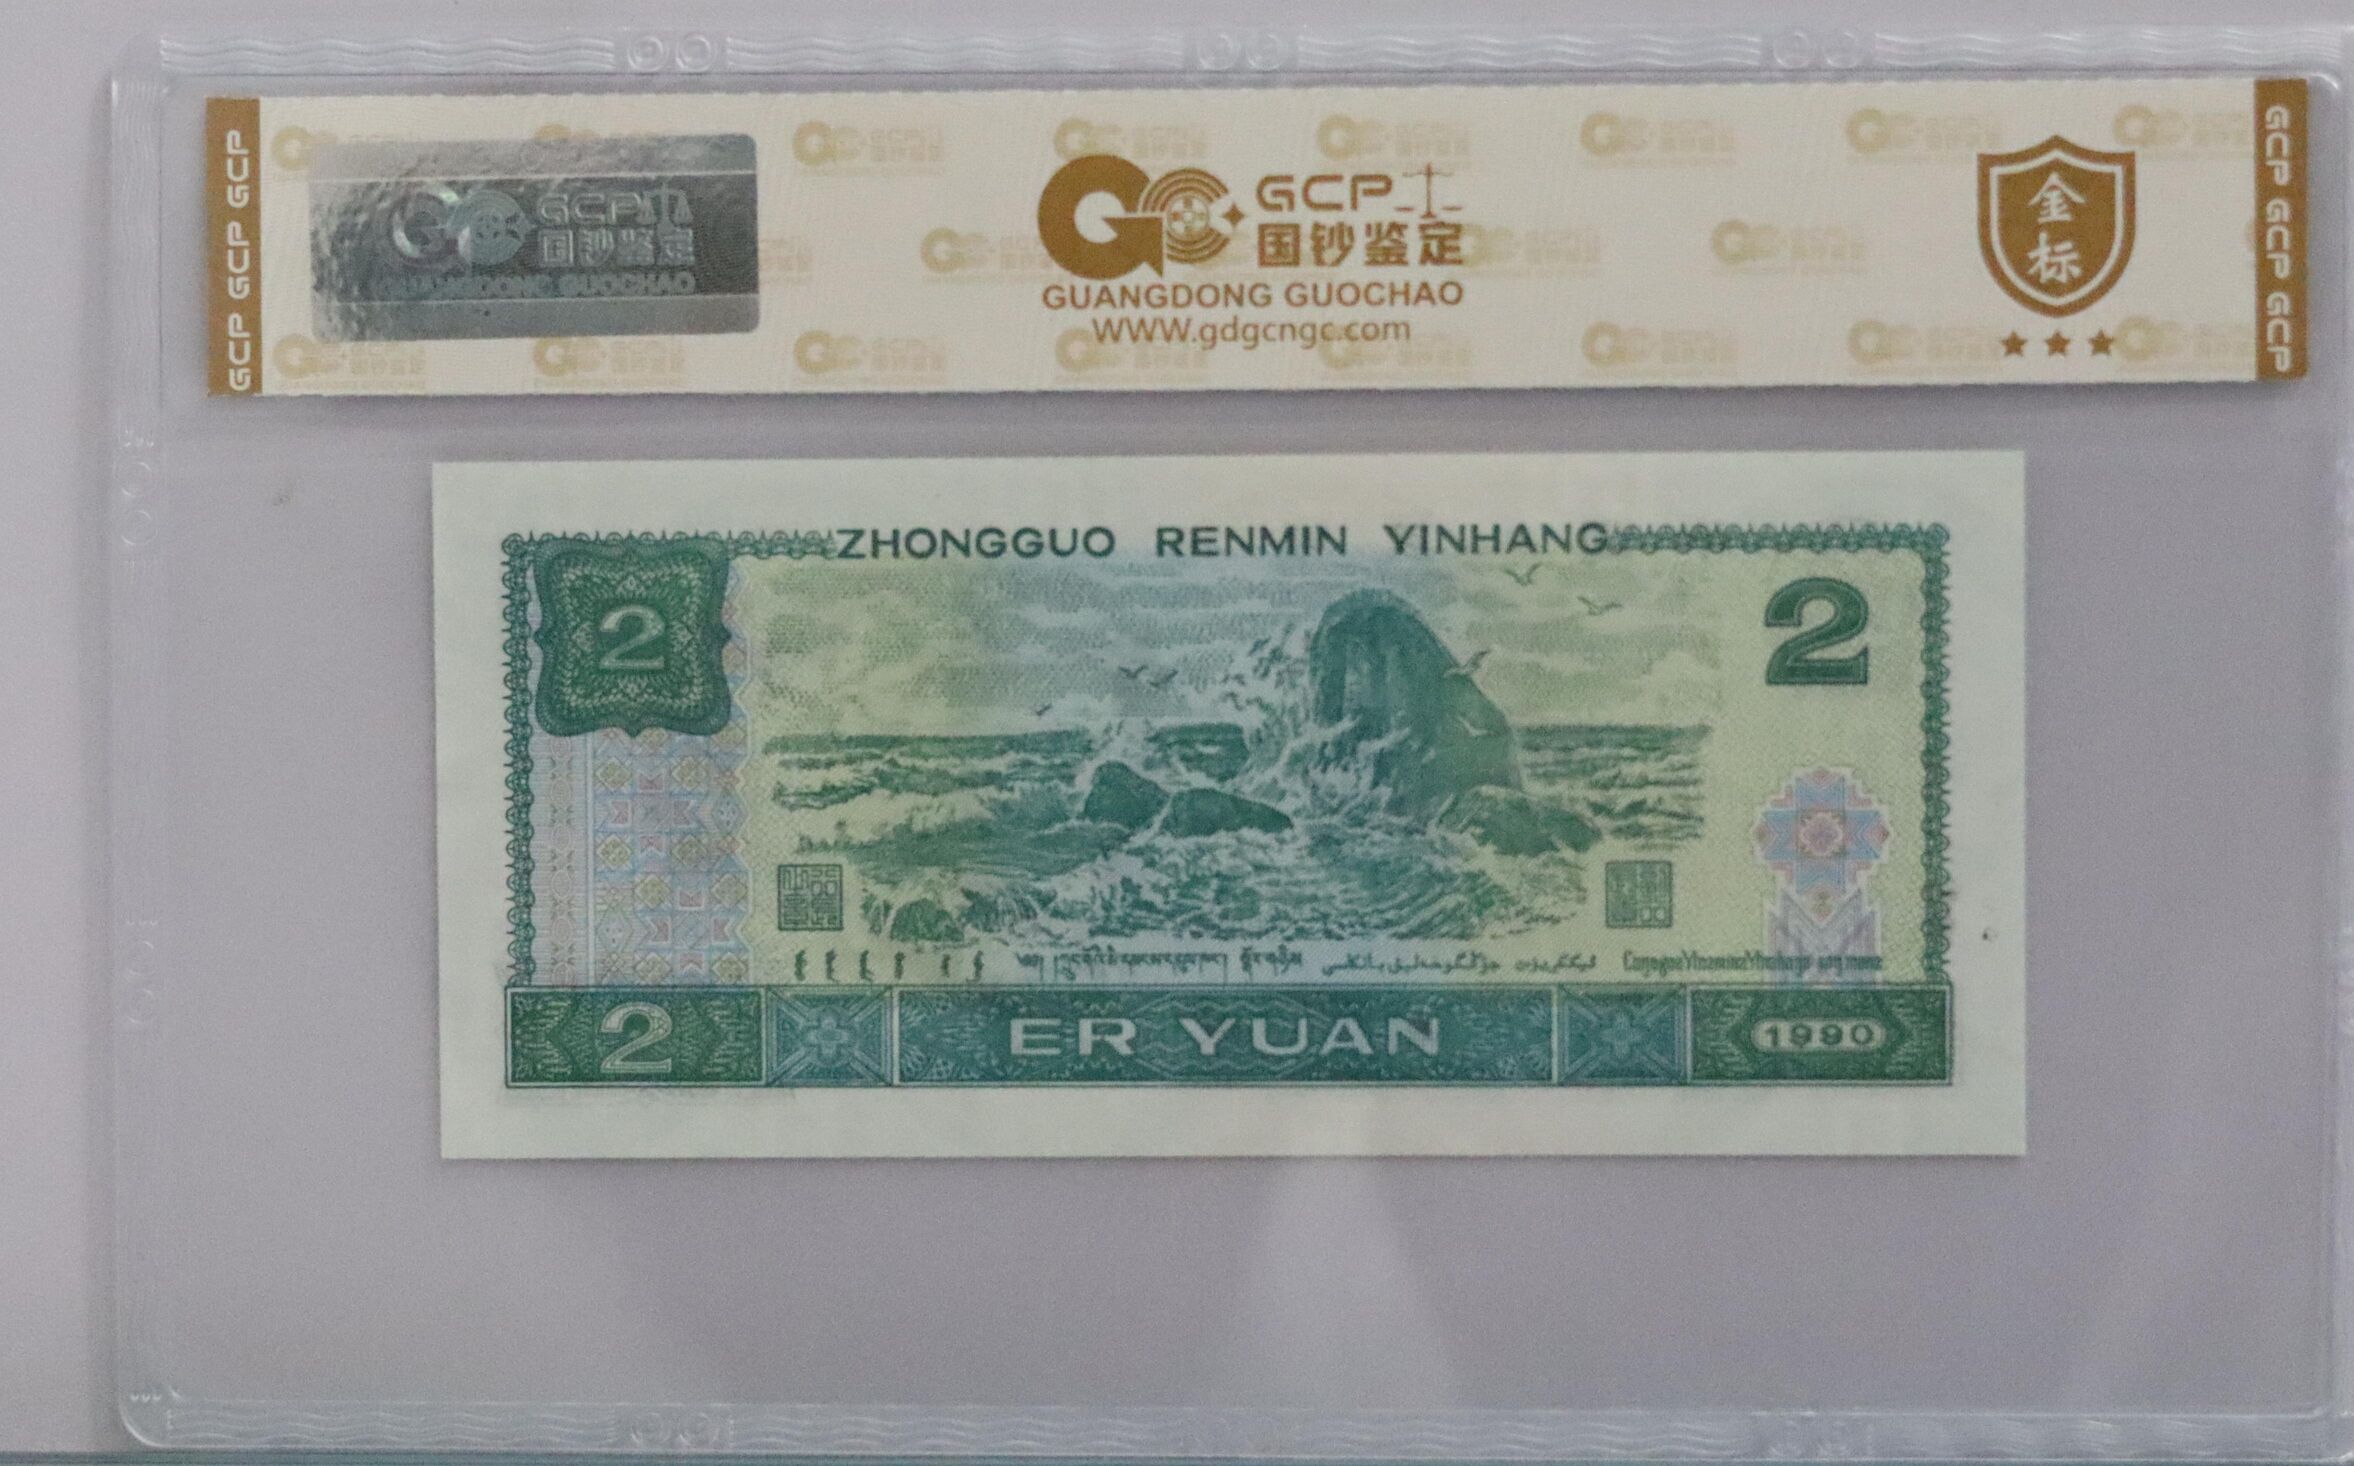 GCP GCP GCP
GCP
国钞鉴定
GUANGDONG GUOCHAO
GCP
国钞鉴定
GUANGDONG GUOCHAO
WWW.gdgcngc.com
金
标
GCP GCP GCP
ZHONGGUO RENMIN YINHANG
2
2
2
ER YUAN
1990